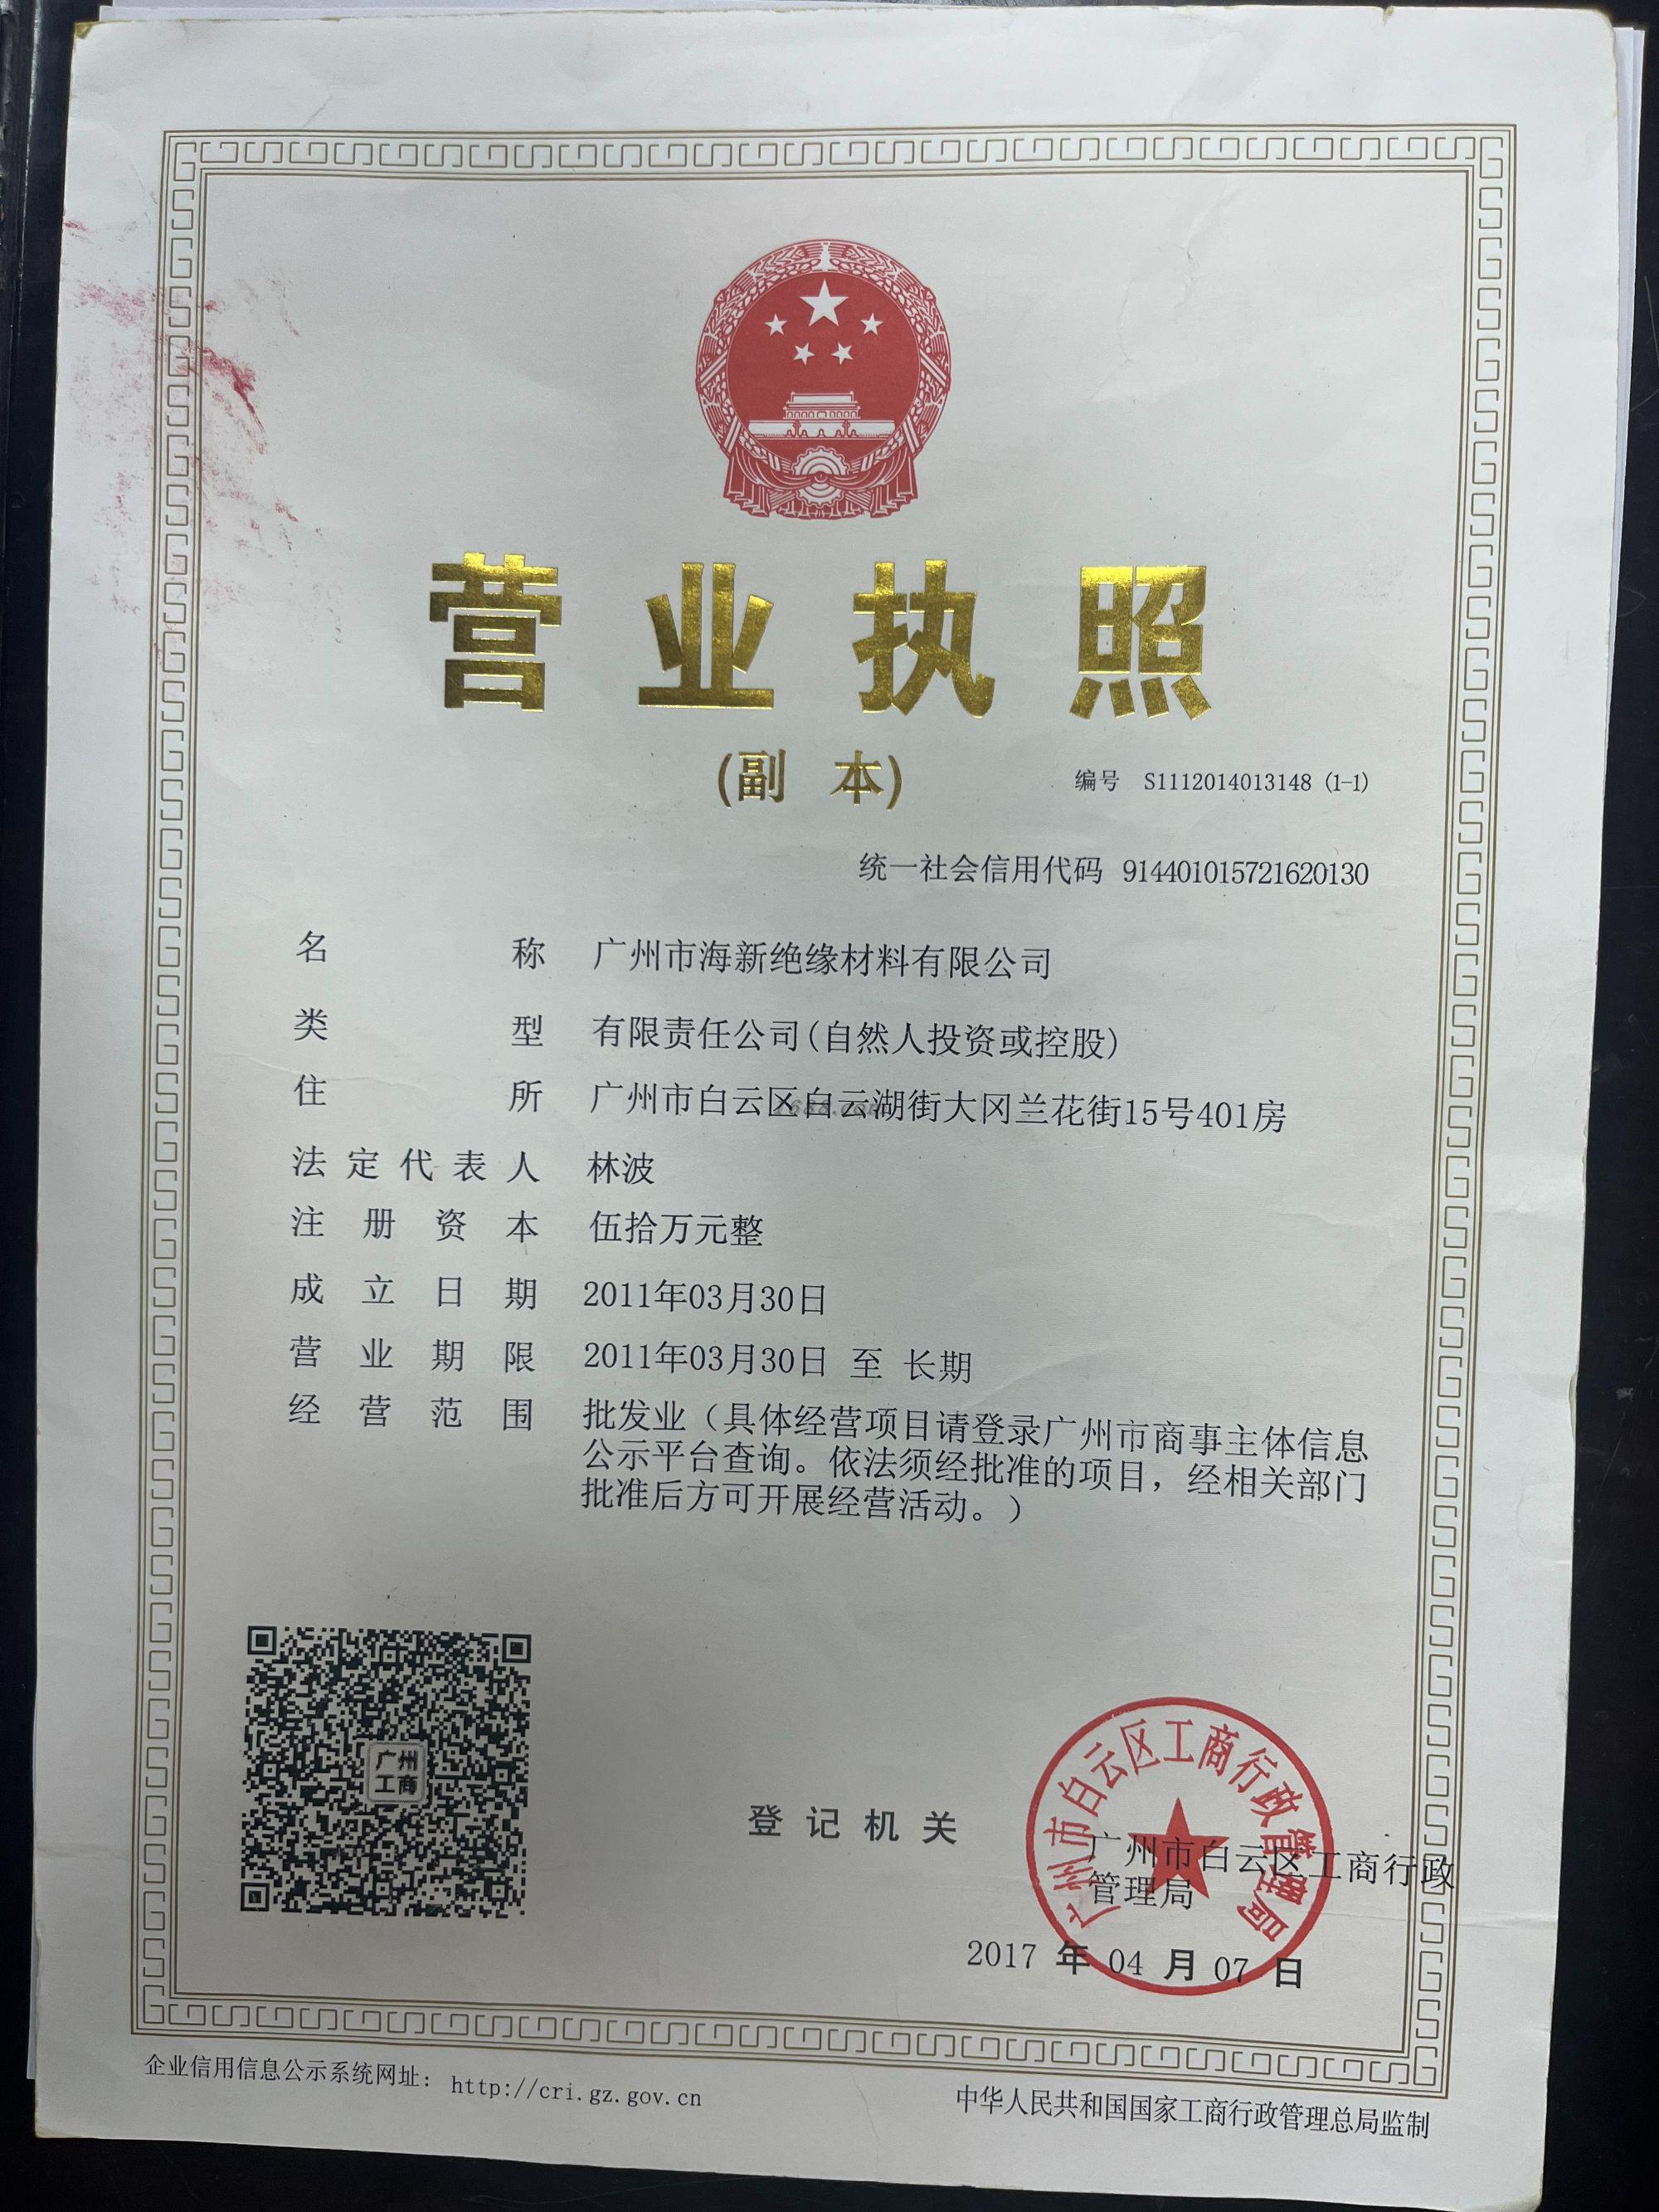 营业执照
(副 本)
编号 S1112014013148 (1-1)
统一社会信用代码 914401015721620130
名称 广州市海新绝缘材料有限公司
类型 有限责任公司(自然人投资或控股)
住所 广州市白云区白云湖街大冈兰花街15号401房
法定代表人 林波
注册资本 伍拾万元整
成立日期 2011年03月30日
营业期限 2011年03月30日 至 长期
经营范围 批发业（具体经营项目请登录广州市商事主体信息
公示平台查询。依法须经批准的项目，经相关部门
批准后方可开展经营活动。）
广州
工商
登记机关
广州市白云区工商行政管理局
广州市白云区工商行政
管理局
2017 年 04 月 07 日
企业信用信息公示系统网址： http://cri.gz.gov.cn
中华人民共和国国家工商行政管理总局监制